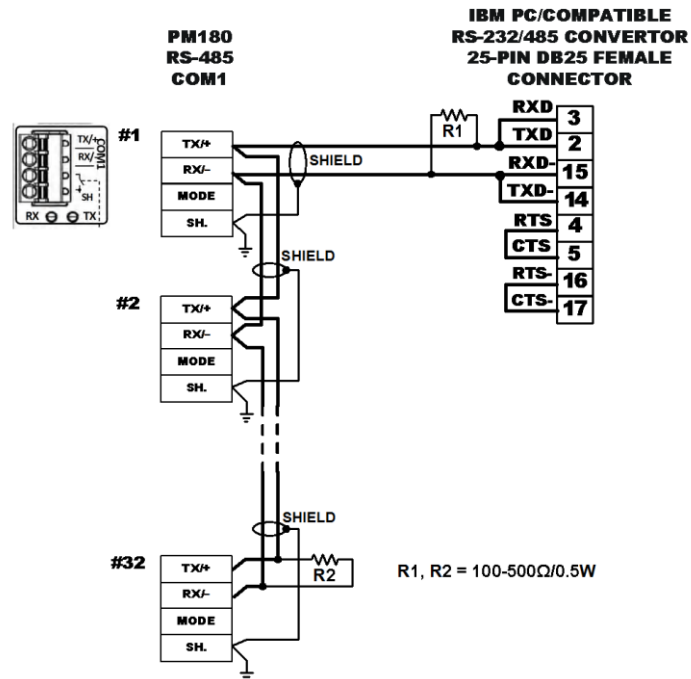 IBM PC/COMPATIBLE
RS-232/485 CONVERTOR
25-PIN DB25 FEMALE
CONNECTOR
PM180
RS-485
COM1
#1
TX/+
RX/-
COM1
SH
RX
TX
TX/+
RX/–
MODE
SH.
SHIELD
R1
RXD
3
TXD
2
RXD-
15
TXD-
14
RTS
4
CTS
5
RTS-
16
CTS-
17
SHIELD
#2
TX/+
RX/–
MODE
SH.
SHIELD
#32
TX/+
RX/–
MODE
SH.
R2
R1, R2 = 100-500Ω/0.5W